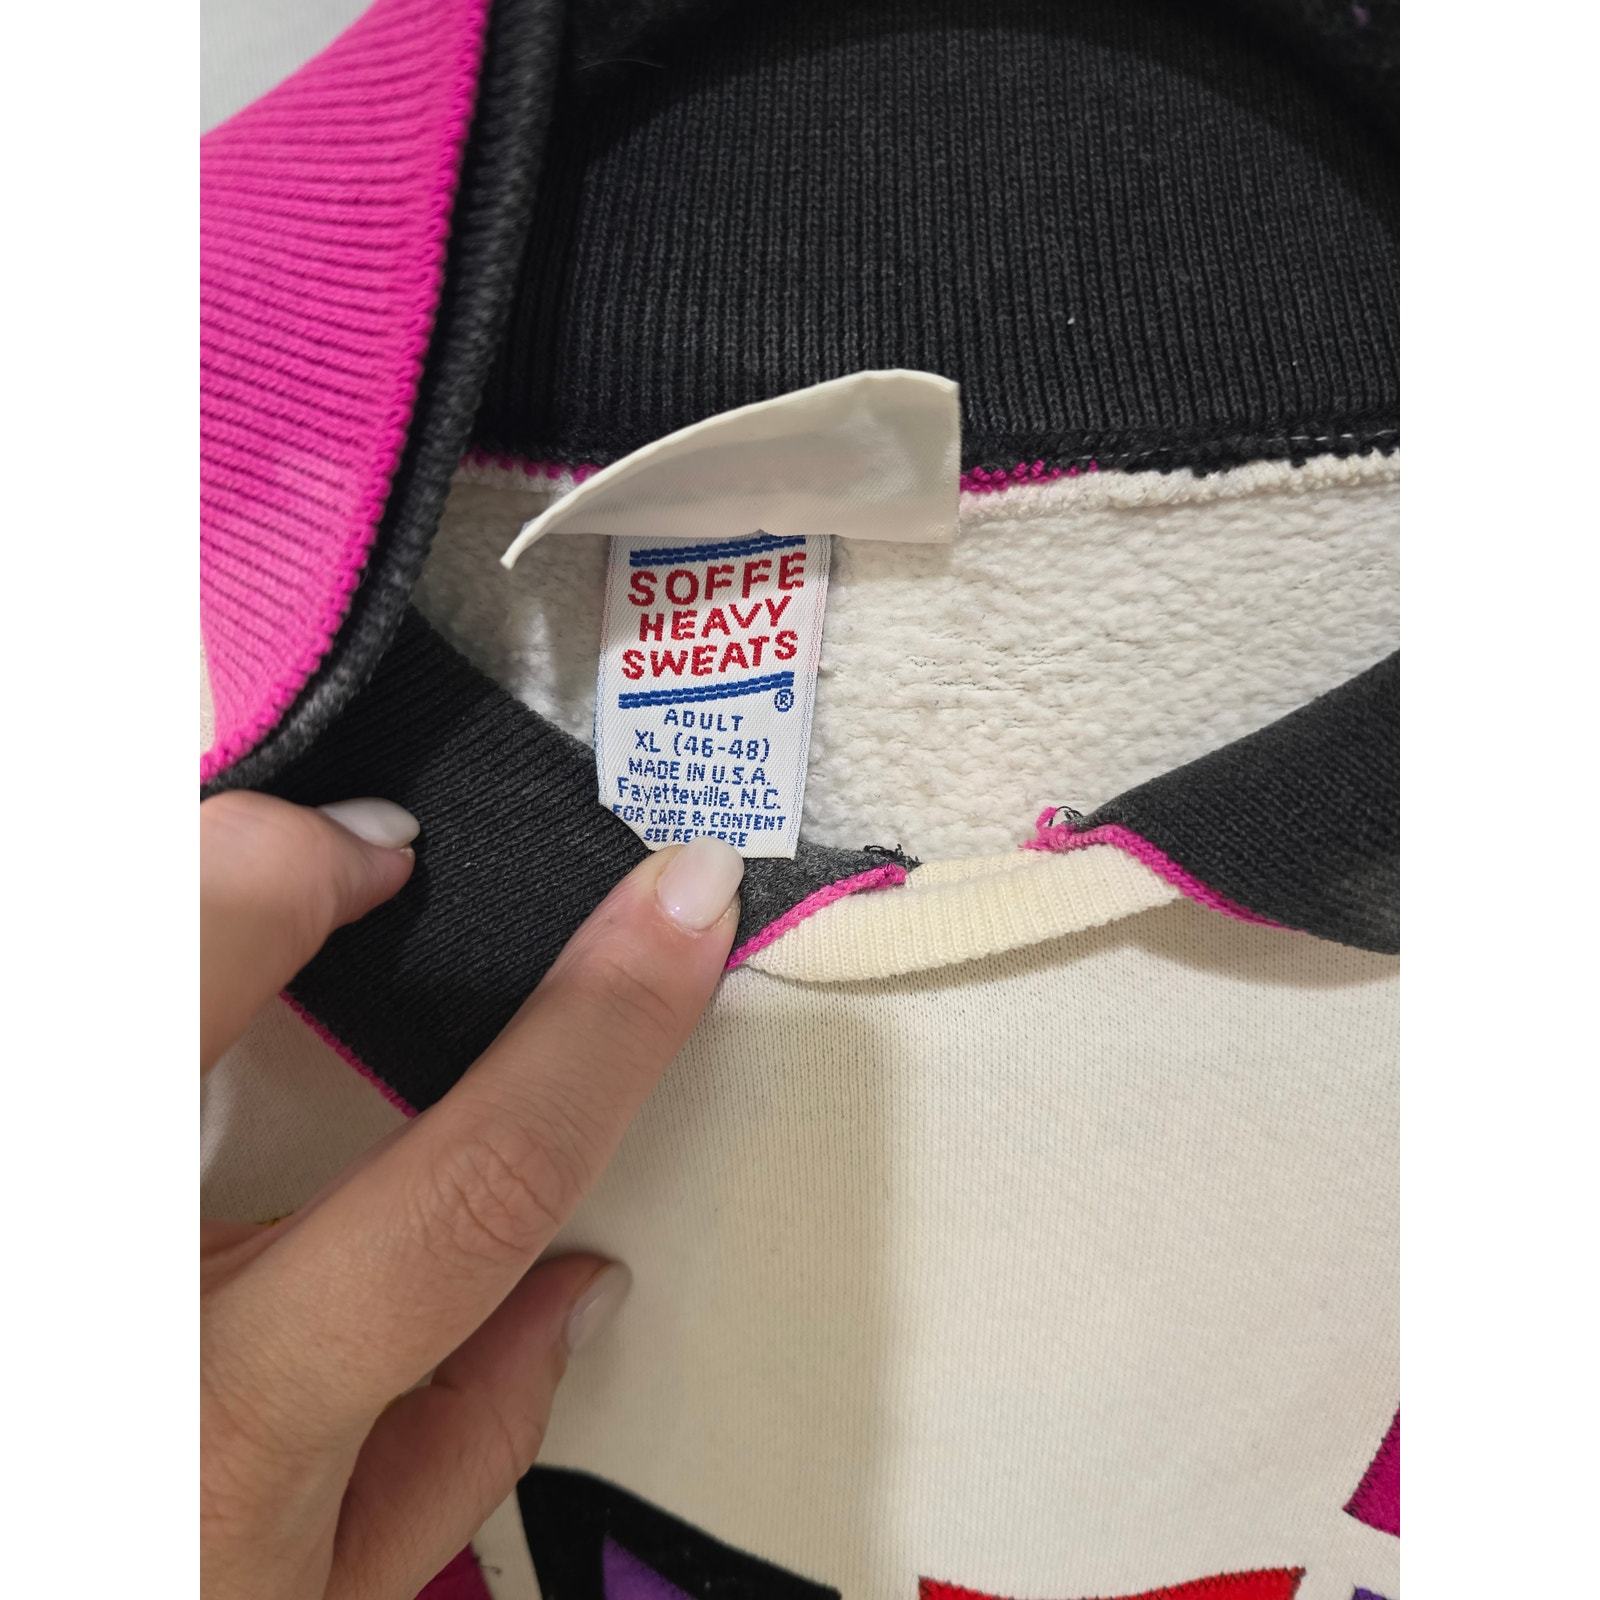 SOFFE
HEAVY
SWEATS
®
ADULT
XL (46-48)
MADE IN U.S.A.
Fayetteville, N.C.
FOR CARE & CONTENT
SEE REVERSE